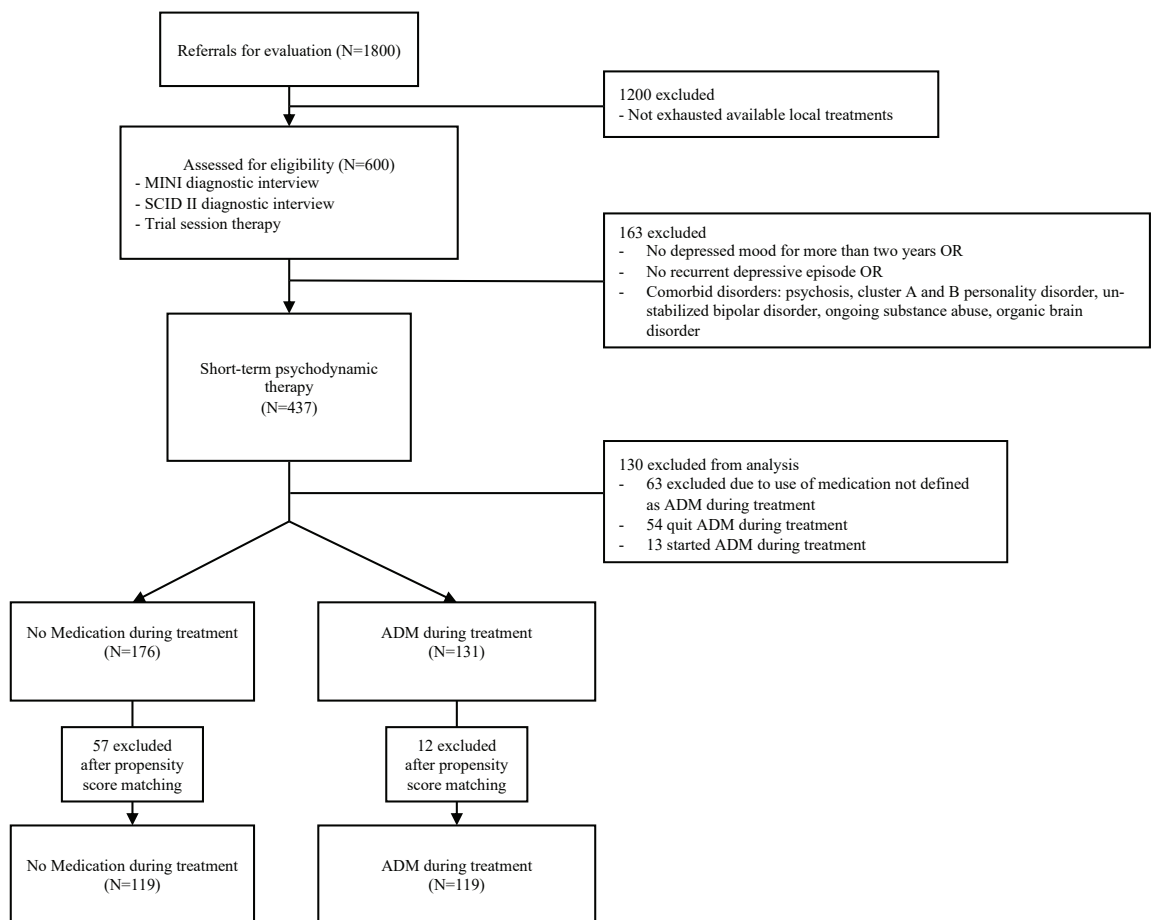 Referrals for evaluation (N=1800)
1200 excluded
- Not exhausted available local treatments
Assessed for eligibility (N=600)
- MINI diagnostic interview
- SCID II diagnostic interview
- Trial session therapy
163 excluded
- No depressed mood for more than two years OR
- No recurrent depressive episode OR
- Comorbid disorders: psychosis, cluster A and B personality disorder, un-
stabilized bipolar disorder, ongoing substance abuse, organic brain
disorder
Short-term psychodynamic
therapy
(N=437)
130 excluded from analysis
- 63 excluded due to use of medication not defined
as ADM during treatment
- 54 quit ADM during treatment
- 13 started ADM during treatment
No Medication during treatment
(N=176)
ADM during treatment
(N=131)
57 excluded
after propensity
score matching
12 excluded
after propensity
score matching
No Medication during treatment
(N=119)
ADM during treatment
(N=119)